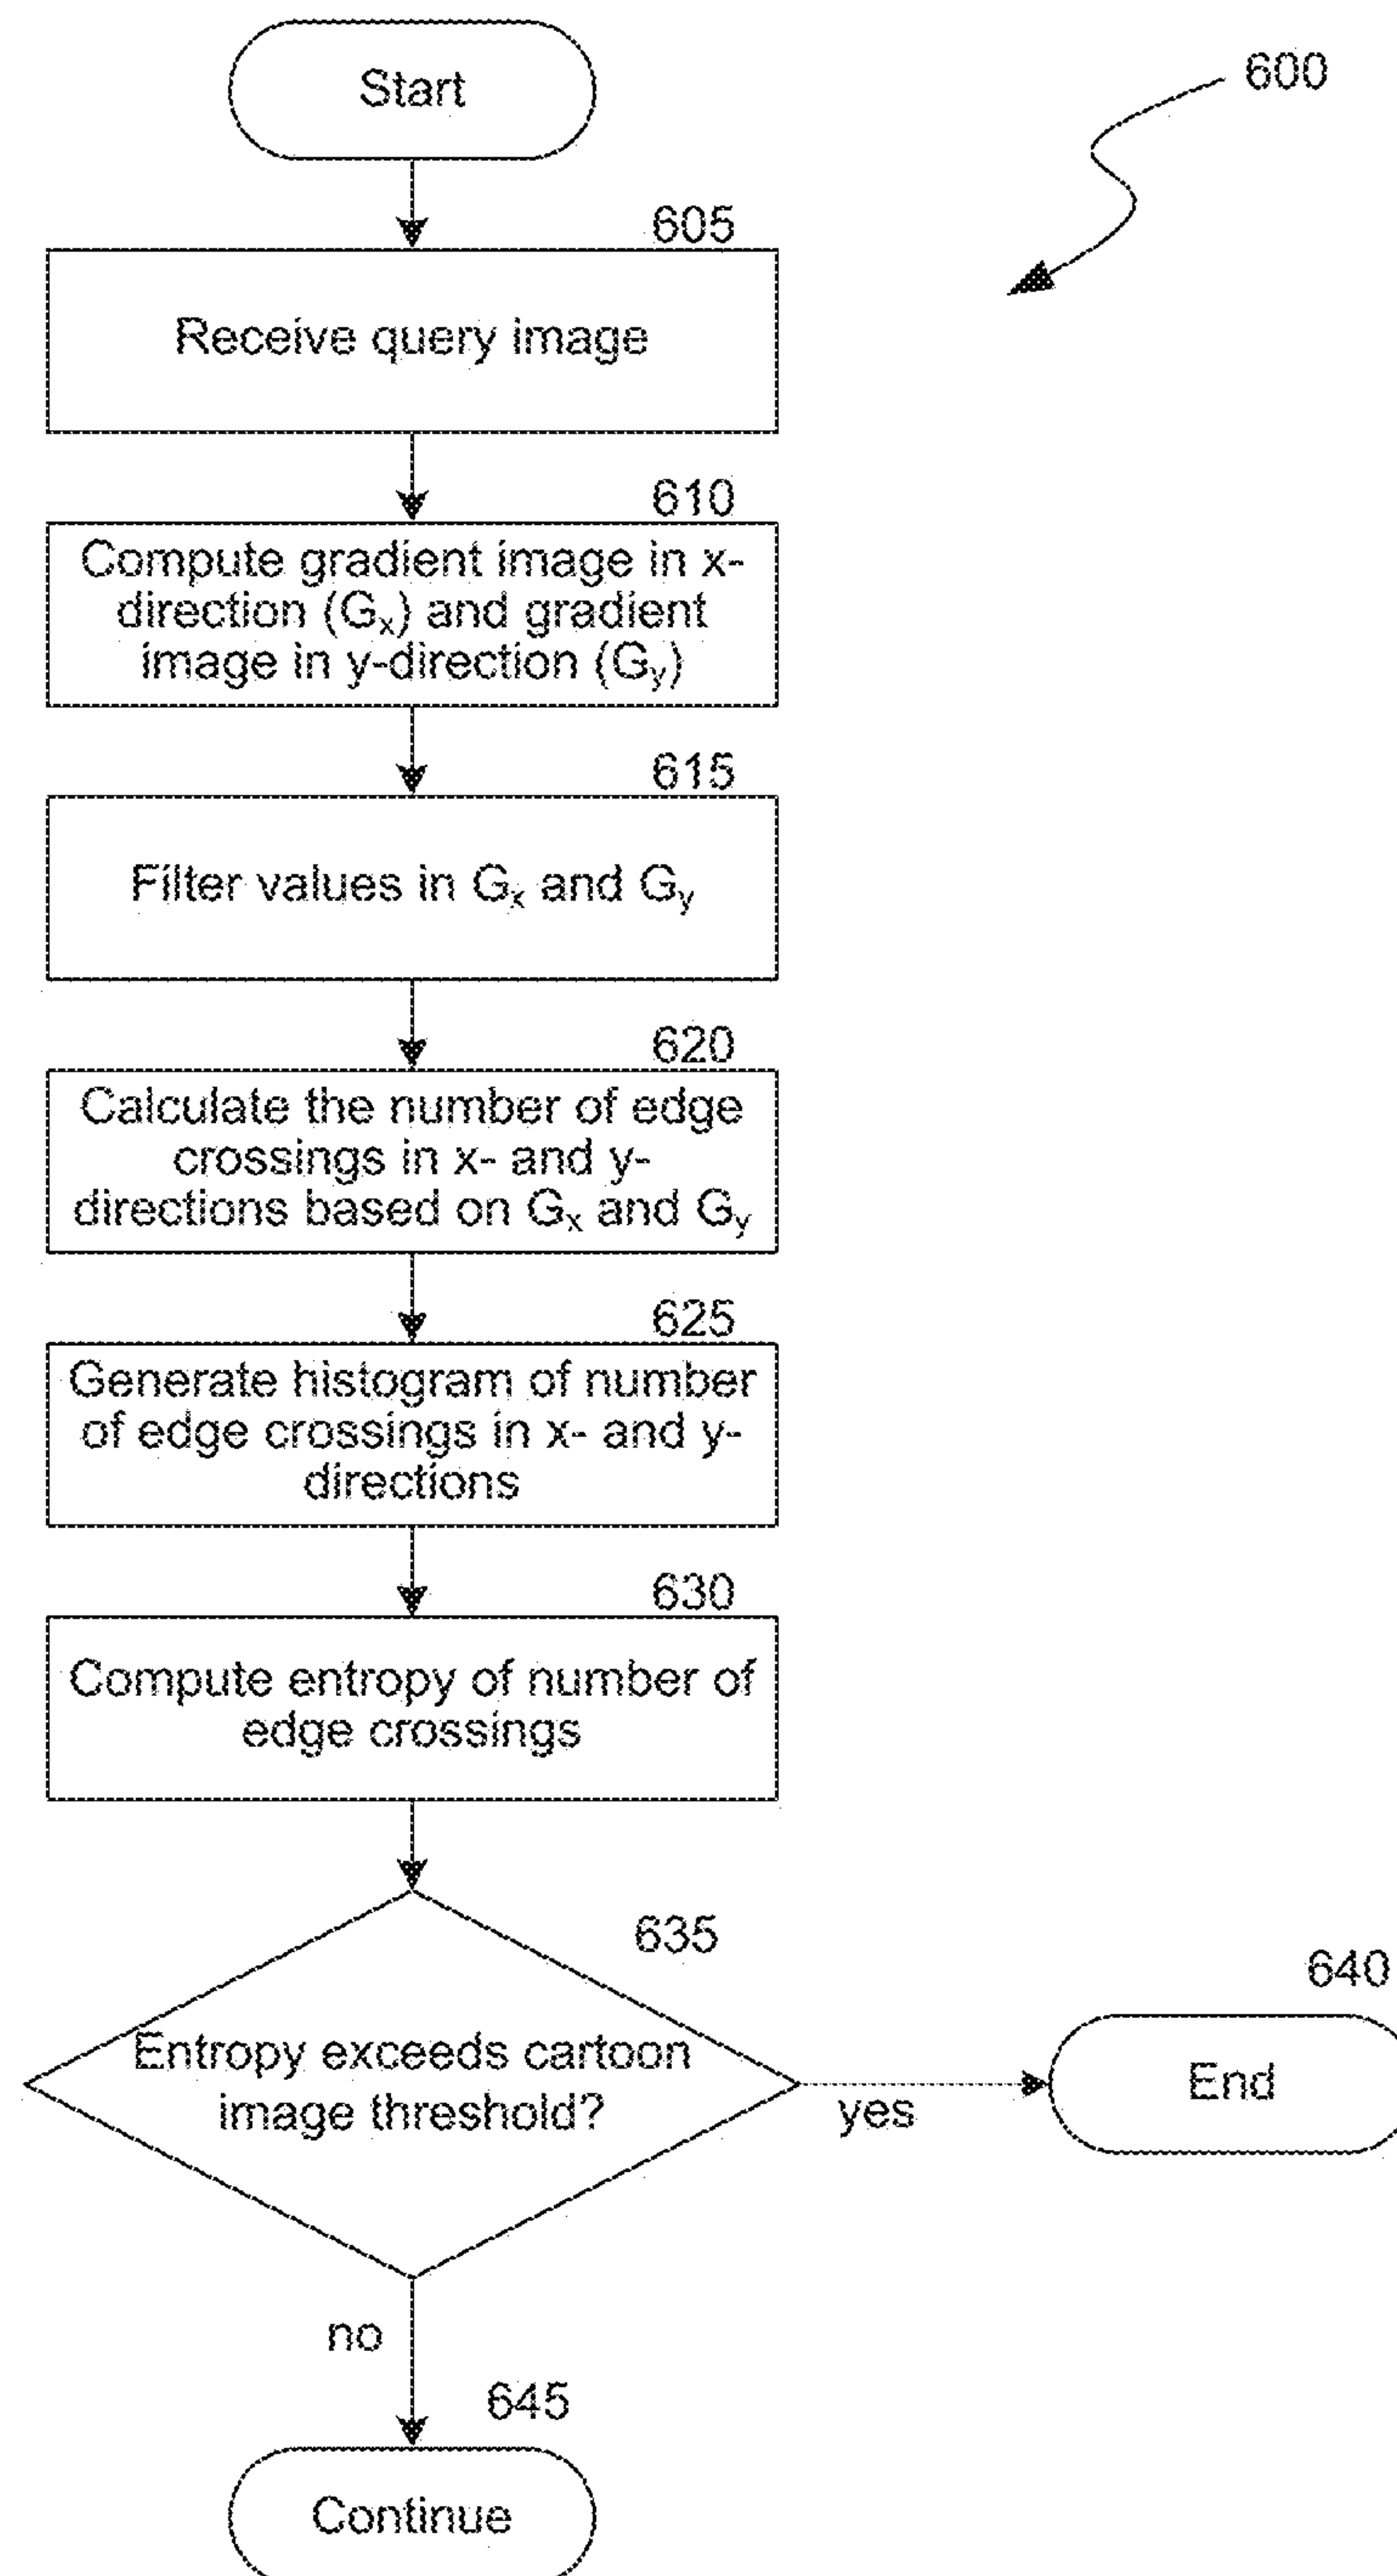 Start
600
605
Receive query image
610
Compute gradient image in x-
direction (Gx) and gradient
image in y-direction (Gy)
615
Filter values in Gx and Gy
620
Calculate the number of edge
crossings in x- and y-
directions based on Gx and Gy
625
Generate histogram of number
of edge crossings in x- and y-
directions
630
Compute entropy of number of
edge crossings
635
Entropy exceeds cartoon
image threshold?
yes
640
End
no
645
Continue